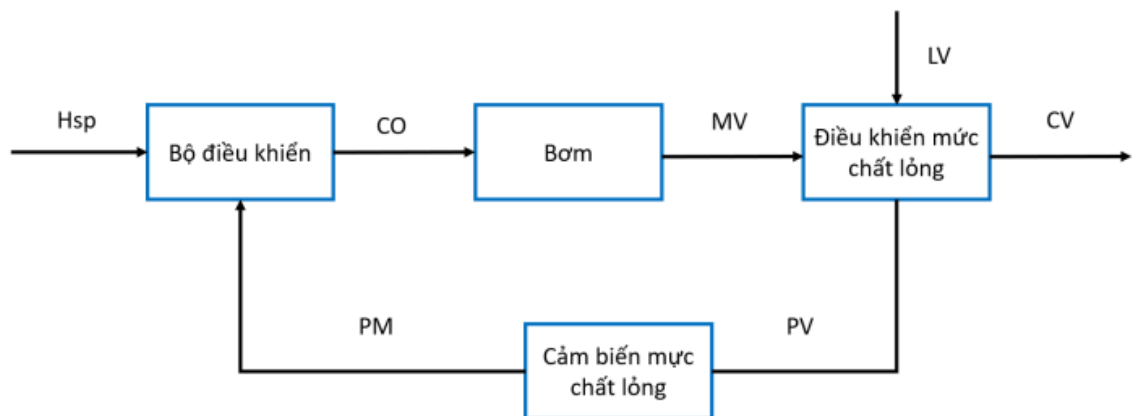 LV
Hsp
CO
MV
CV
Bộ điều khiển
Bơm
Điều khiển mức
chất lỏng
PM
PV
Cảm biến mực
chất lỏng